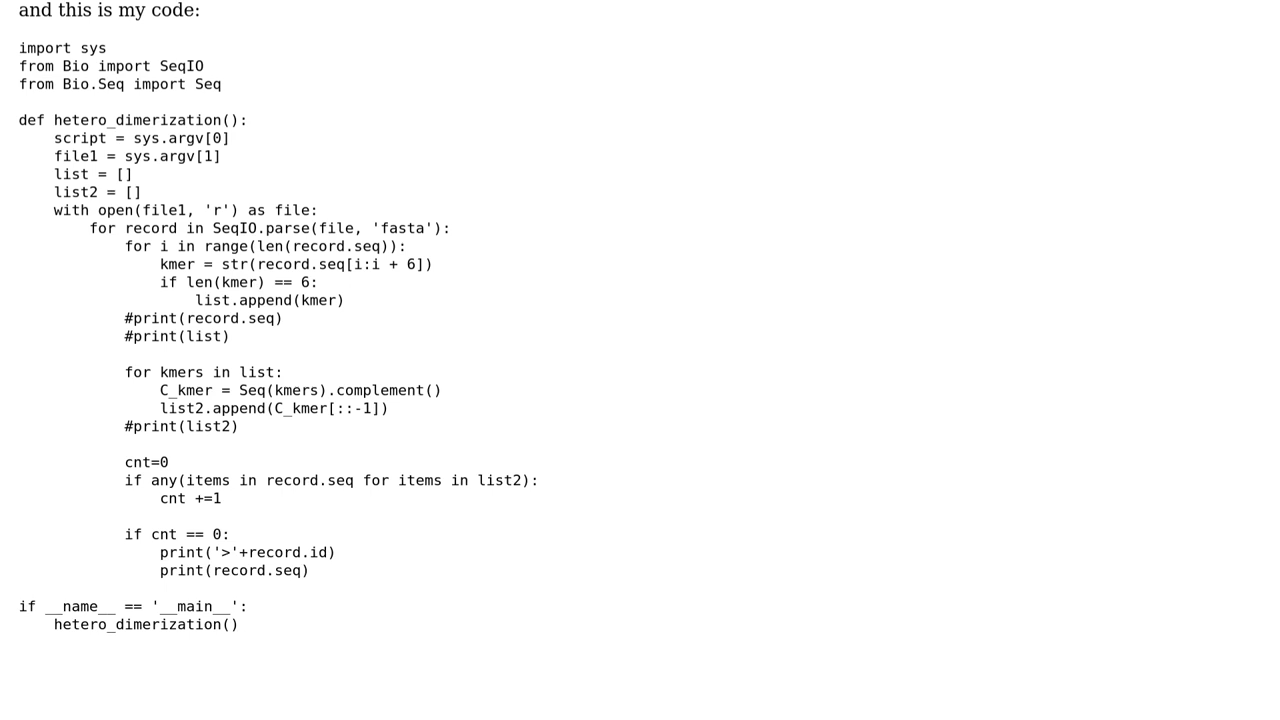 and this is my code:
import sys
from Bio import SeqIO
from Bio.Seq import Seq
def hetero_dimerization():
    script = sys.argv[0]
    file1 = sys.argv[1]
    list = []
    list2 = []
    with open(file1, 'r') as file:
        for record in SeqIO.parse(file, 'fasta'):
            for i in range(len(record.seq)):
                kmer = str(record.seq[i:i + 6])
                if len(kmer) == 6:
                    list.append(kmer)
            #print(record.seq)
            #print(list)
            for kmers in list:
                C_kmer = Seq(kmers).complement()
                list2.append(C_kmer[::-1])
            #print(list2)
            cnt=0
            if any(items in record.seq for items in list2):
                cnt +=1
            if cnt == 0:
                print('>'+record.id)
                print(record.seq)
if __name__ == '__main__':
    hetero_dimerization()